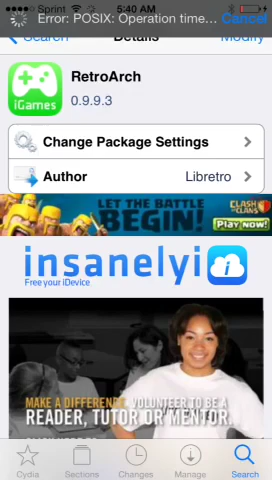 Sprint 5:40 AM
Error: POSIX: Operation time... Cancel
Search Details Modify
RetroArch
iGames
0.9.9.3
Change Package Settings
Author Libretro
LET THE BATTLE
BEGIN!
CLASH OF CLANS
PLAY NOW!
insanelyi
Free your iDevice
MAKE A DIFFERENCE. VOLUNTEER TO BE A
READER, TUTOR OR MENTOR.
Cydia Sections Changes Manage Search